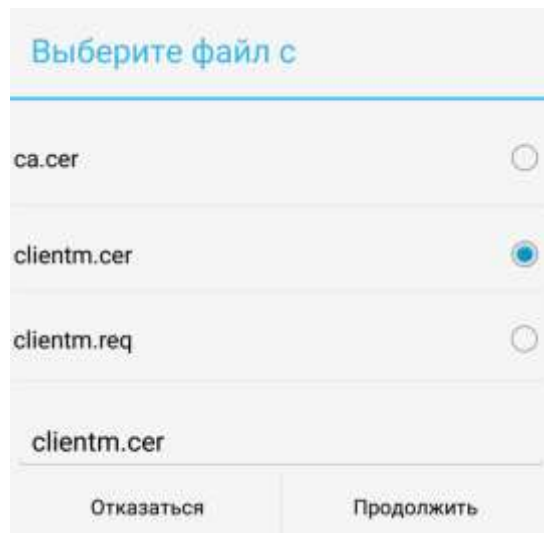 Выберите файл с
ca.cer
clientm.cer
clientm.req
clientm.cer
Отказаться
Продолжить